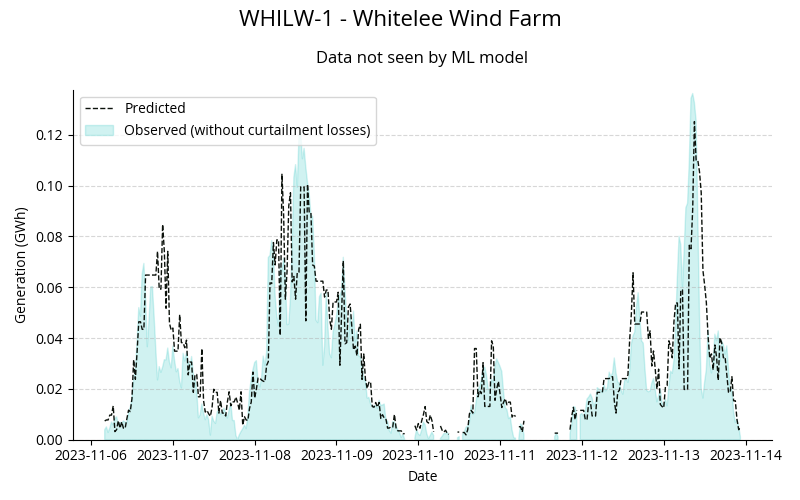 WHILW-1 - Whitelee Wind Farm
Data not seen by ML model
Predicted
Observed (without curtailment losses)
Generation (GWh)
0.12
0.10
0.08
0.06
0.04
0.02
0.00
2023-11-06 2023-11-07 2023-11-08 2023-11-09 2023-11-10 2023-11-11 2023-11-12 2023-11-13 2023-11-14
Date